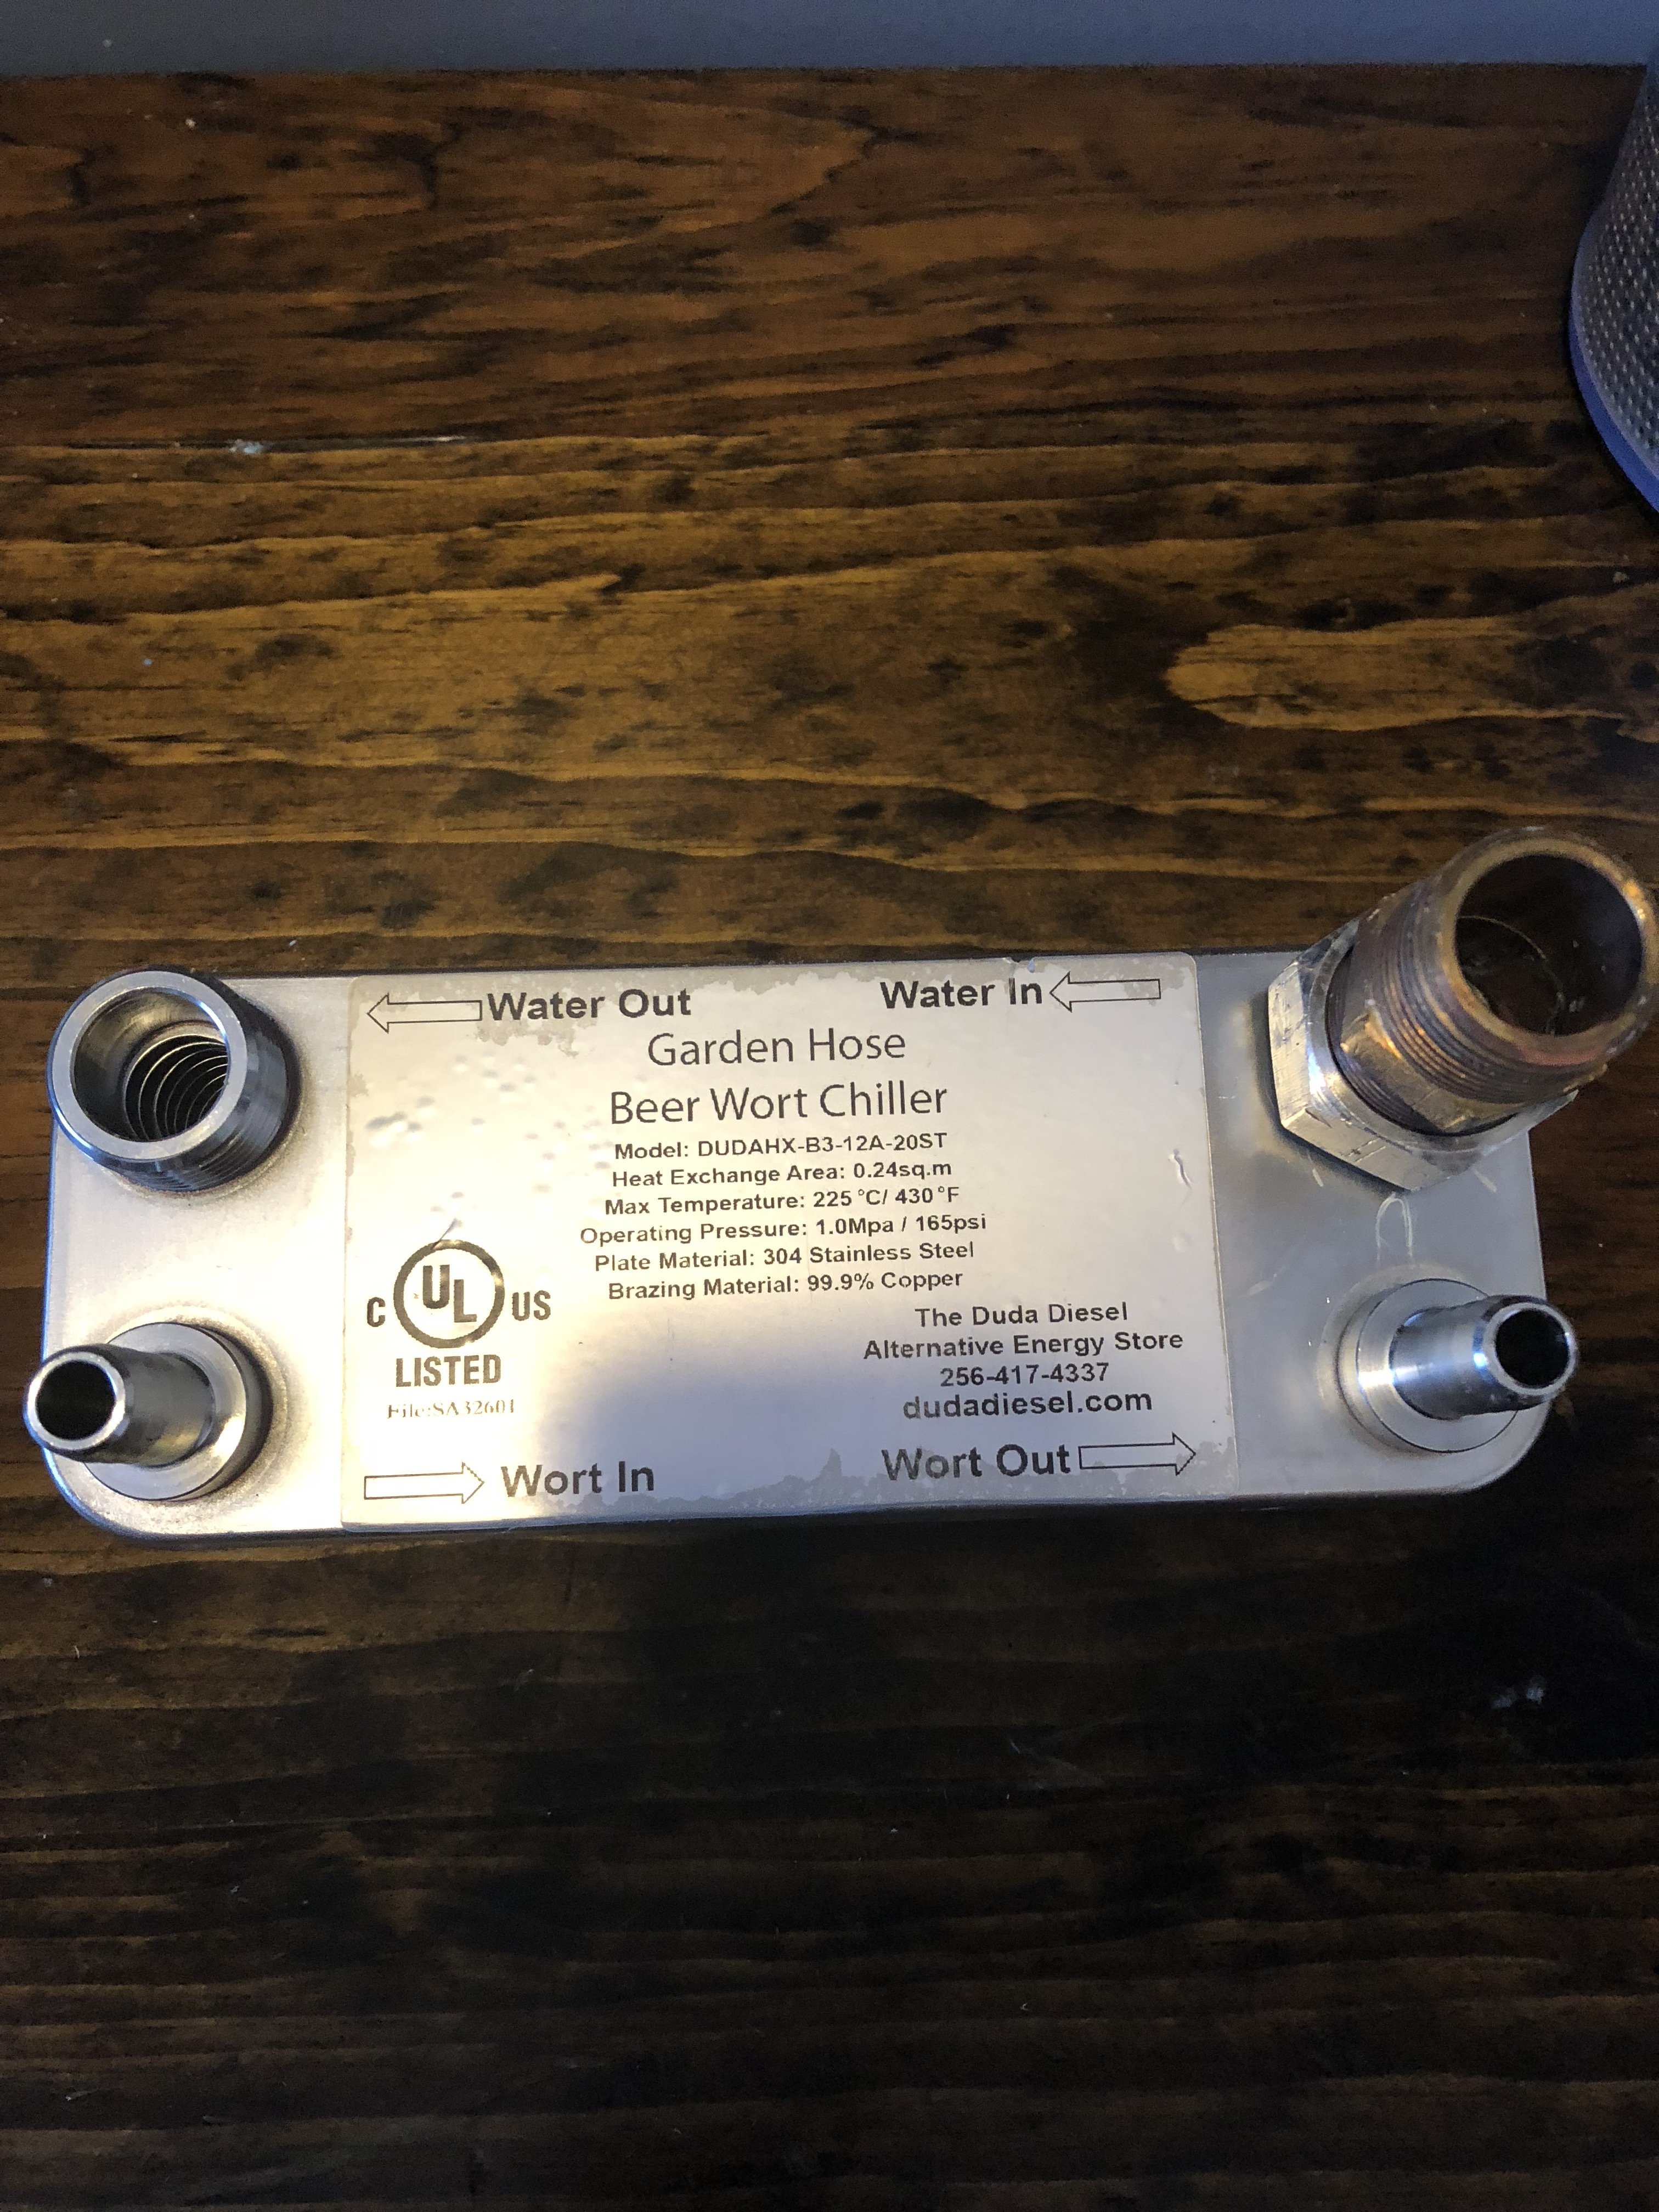 Water Out
Water In
Garden Hose
Beer Wort Chiller
Model: DUDAHX-B3-12A-20ST
Heat Exchange Area: 0.24sq.m
Max Temperature: 225 °C/ 430 °F
Operating Pressure: 1.0Mpa / 165psi
Plate Material: 304 Stainless Steel
Brazing Material: 99.9% Copper
C UL US
LISTED
File:SA32601
The Duda Diesel
Alternative Energy Store
256-417-4337
dudadiesel.com
Wort In
Wort Out